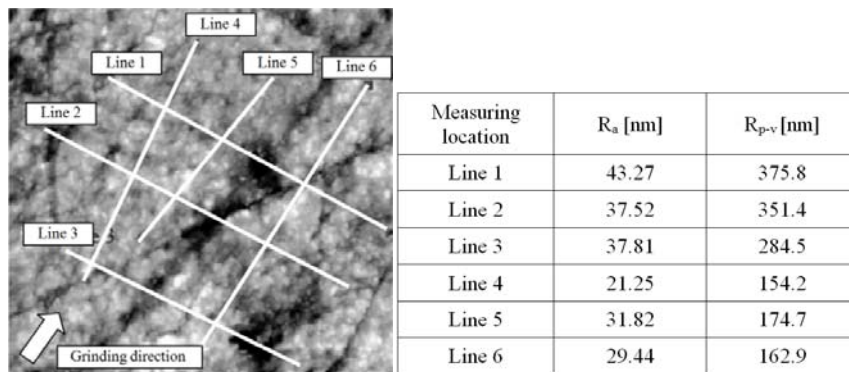 Line 4
Line 1
Line 5
Line 6
Line 2
Line 3
3
Grinding direction
Measuring location Rₐ [nm] Rₚ₋ᵥ [nm]
Line 1 43.27 375.8
Line 2 37.52 351.4
Line 3 37.81 284.5
Line 4 21.25 154.2
Line 5 31.82 174.7
Line 6 29.44 162.9